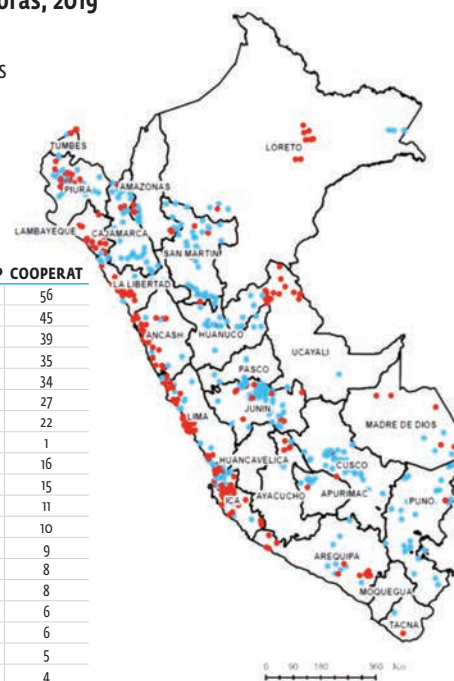 oras, 2019
S
P COOPERAT
56
45
39
35
34
27
22
1
16
15
11
10
9
8
8
6
6
5
4
TUMBES
LORETO
PIURA
AMAZONAS
LAMBAYEQUE
CAJAMARCA
SAN MARTIN
LA LIBERTAD
ANCASH
HUANUCO
UCAYALI
PASCO
LIMA
JUNIN
MADRE DE DIOS
HUANCAVELICA
CUSCO
ICA
AYACUCHO
APURIMAC
PUNO
AREQUIPA
MOQUEGUA
TACNA
0 90 180 360 Km